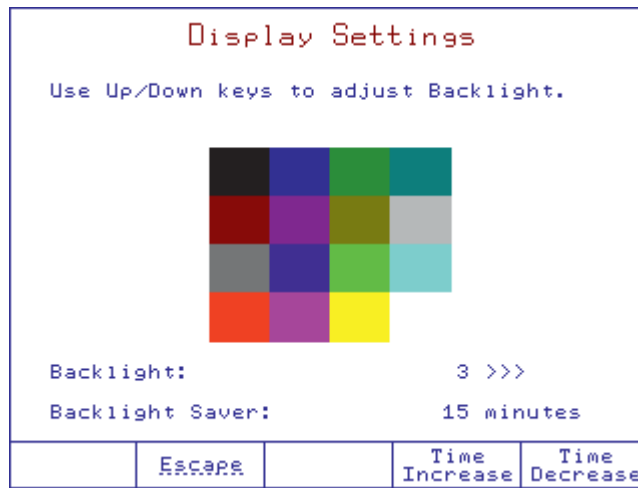 Display Settings
Use Up/Down keys to adjust Backlight.
Backlight: 3 >>>
Backlight Saver: 15 minutes
Escape
Time Increase
Time Decrease